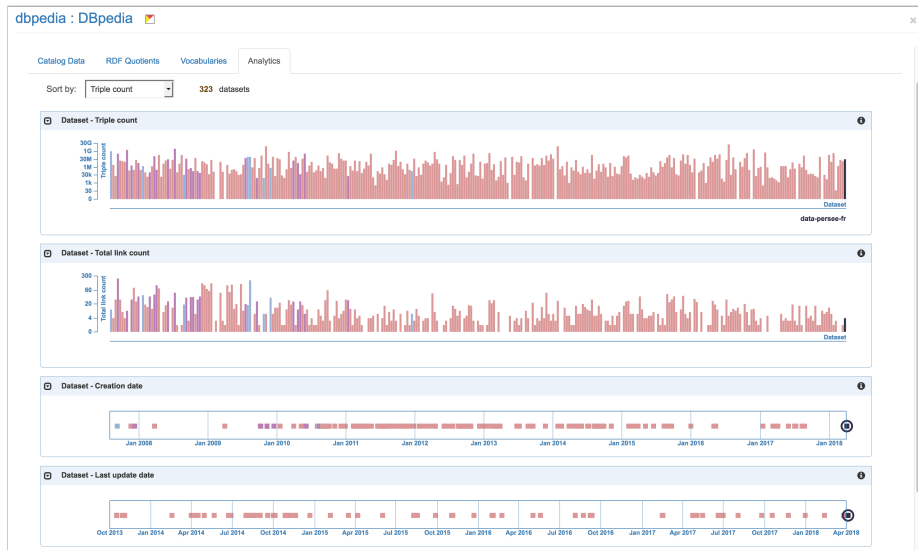 dbpedia : DBpedia
Catalog Data RDF Quotients Vocabularies Analytics
Sort by: Triple count 323 datasets
Dataset - Triple count
30G
1G
30M
1M
30k
1k
30
0
Triple count
Dataset
data-persee-fr
Dataset - Total link count
300
60
20
4
0
Total link count
Dataset
Dataset - Creation date
Jan 2008 Jan 2009 Jan 2010 Jan 2011 Jan 2012 Jan 2013 Jan 2014 Jan 2015 Jan 2016 Jan 2017 Jan 2018
Dataset - Last update date
Oct 2013 Jan 2014 Apr 2014 Jul 2014 Oct 2014 Jan 2015 Apr 2015 Jul 2015 Oct 2015 Jan 2016 Apr 2016 Jul 2016 Oct 2016 Jan 2017 Apr 2017 Jul 2017 Oct 2017 Jan 2018 Apr 2018